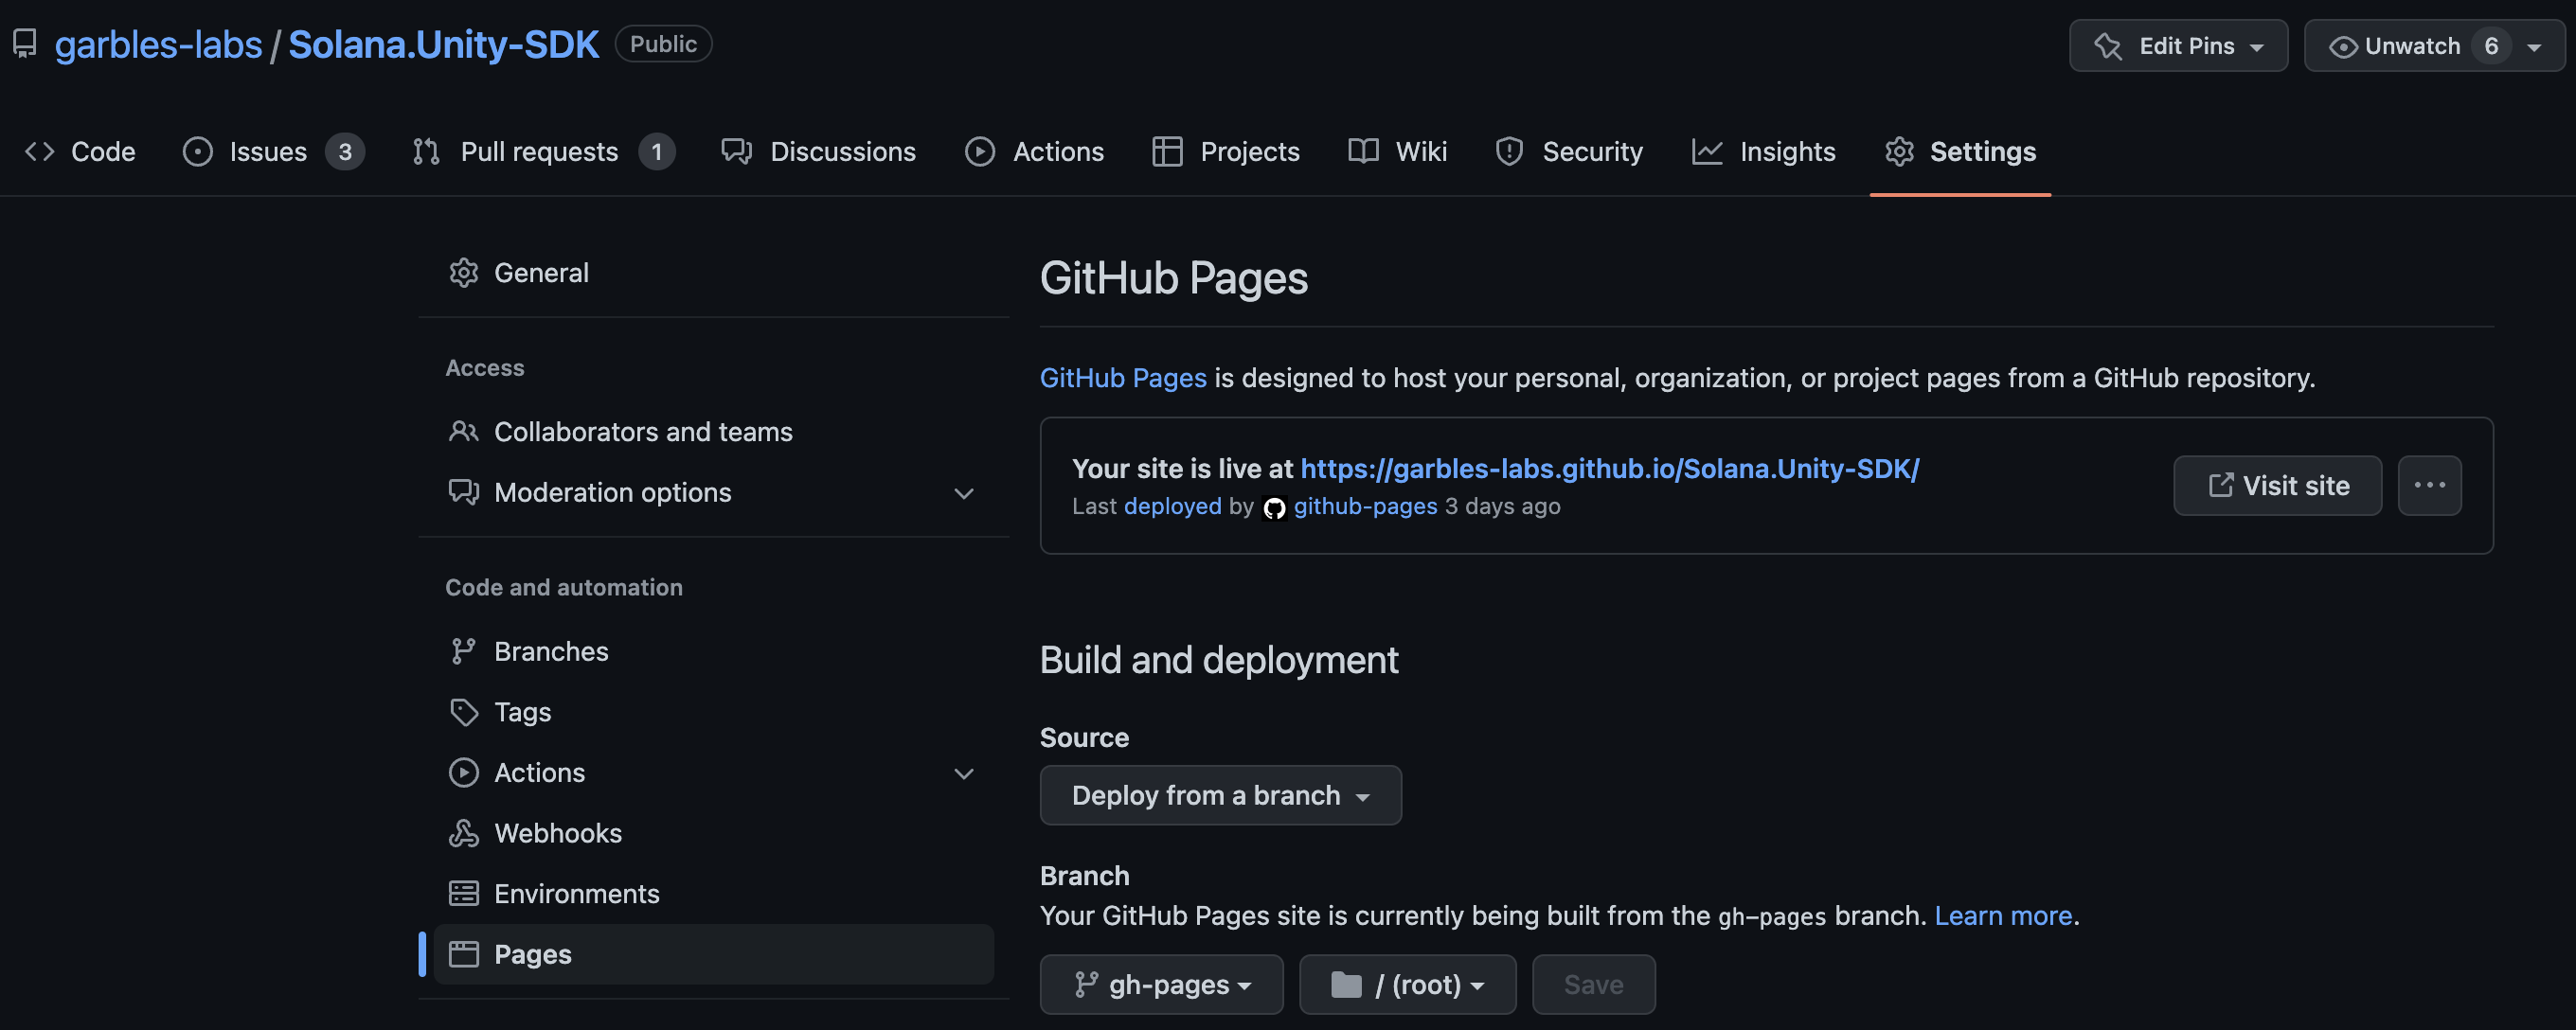 garbles-labs / Solana.Unity-SDK Public Edit Pins Unwatch 6
Code Issues 3 Pull requests 1 Discussions Actions Projects Wiki Security Insights Settings
General
Access
Collaborators and teams
Moderation options
Code and automation
Branches
Tags
Actions
Webhooks
Environments
Pages
GitHub Pages
GitHub Pages is designed to host your personal, organization, or project pages from a GitHub repository.
Your site is live at https://garbles-labs.github.io/Solana.Unity-SDK/
Last deployed by github-pages 3 days ago
Visit site
Build and deployment
Source
Deploy from a branch
Branch
Your GitHub Pages site is currently being built from the gh-pages branch. Learn more.
gh-pages / (root) Save